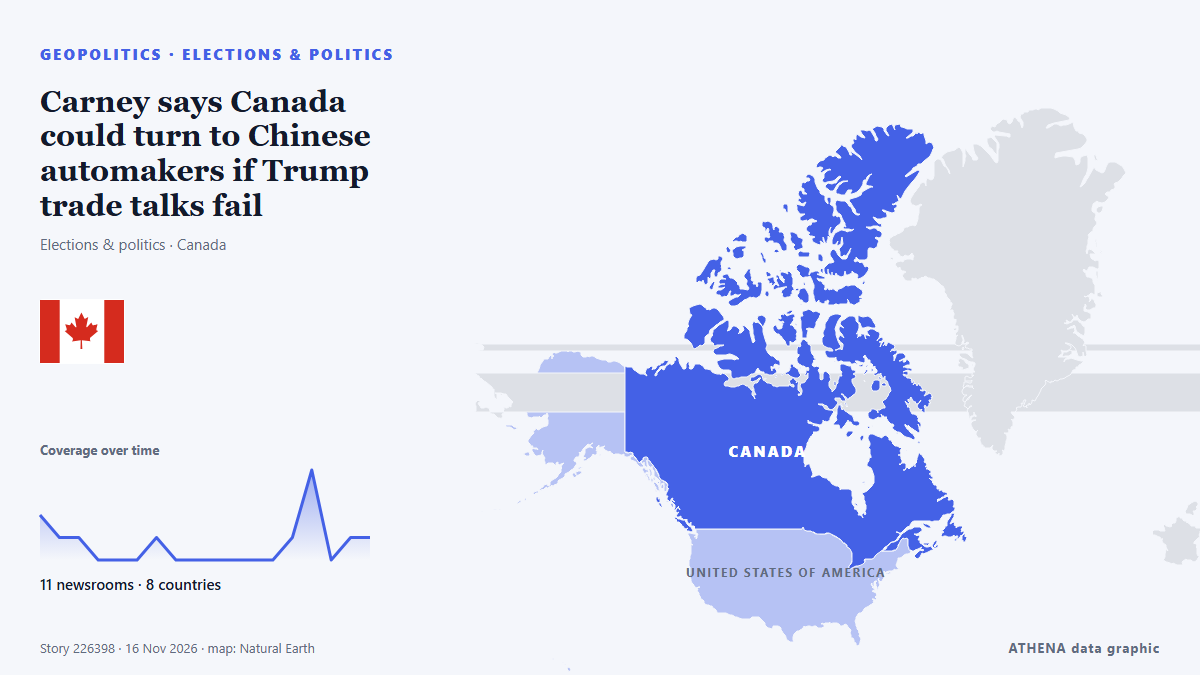 GEOPOLITICS · ELECTIONS & POLITICS
Carney says Canada
could turn to Chinese
automakers if Trump
trade talks fail
Elections & politics · Canada
Coverage over time
11 newsrooms · 8 countries
Story 226398 · 16 Nov 2026 · map: Natural Earth
CANADA
UNITED STATES OF AMERICA
ATHENA data graphic